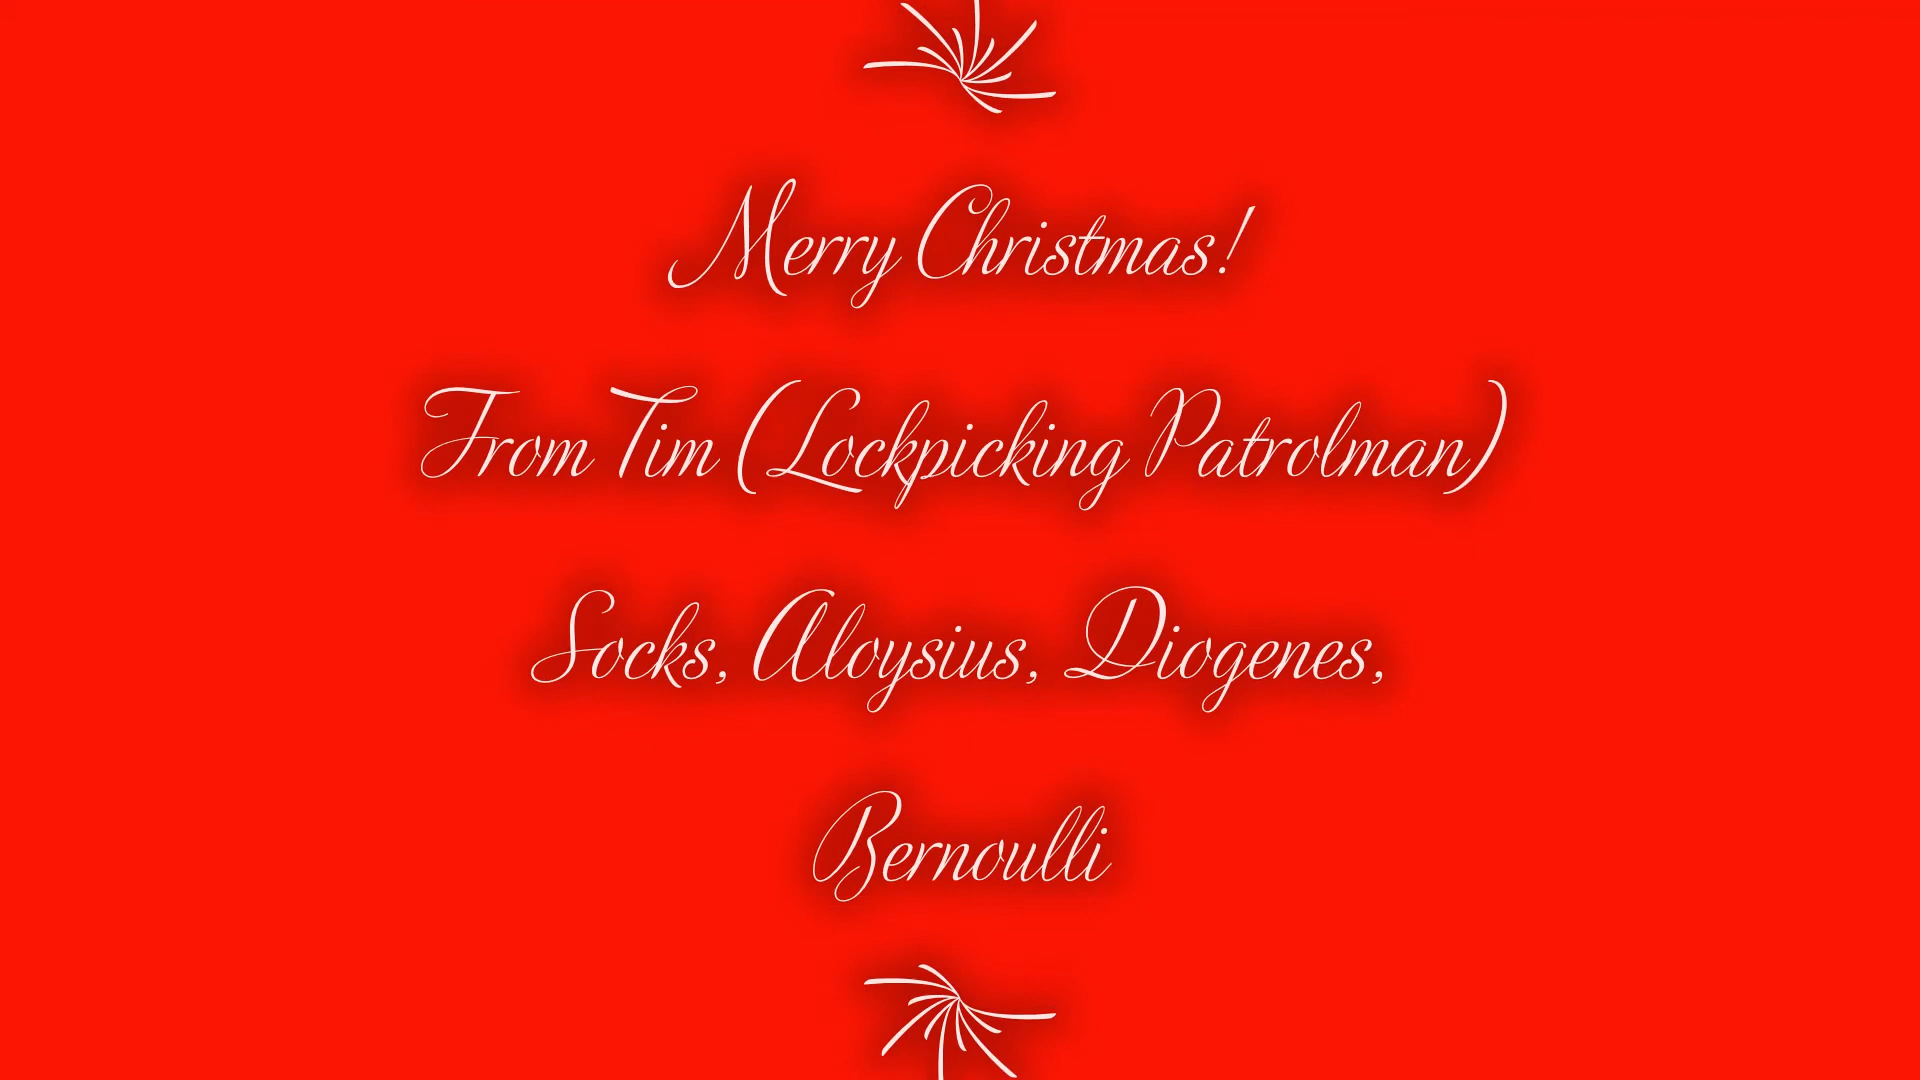 Merry Christmas!
From Tim (Lockpicking Patrolman)
Socks, Aloysius, Diogenes,
Bernoulli